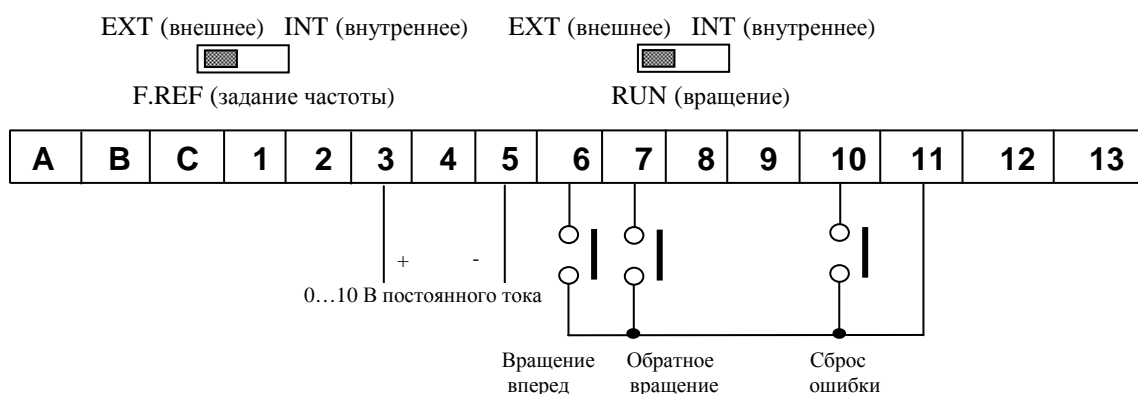 EXT (внешнее) INT (внутреннее) EXT (внешнее) INT (внутреннее)
F.REF (задание частоты) RUN (вращение)
A B C 1 2 3 4 5 6 7 8 9 10 11 12 13
+ -
0…10 В постоянного тока
Вращение Обратное Сброс
вперед вращение ошибки